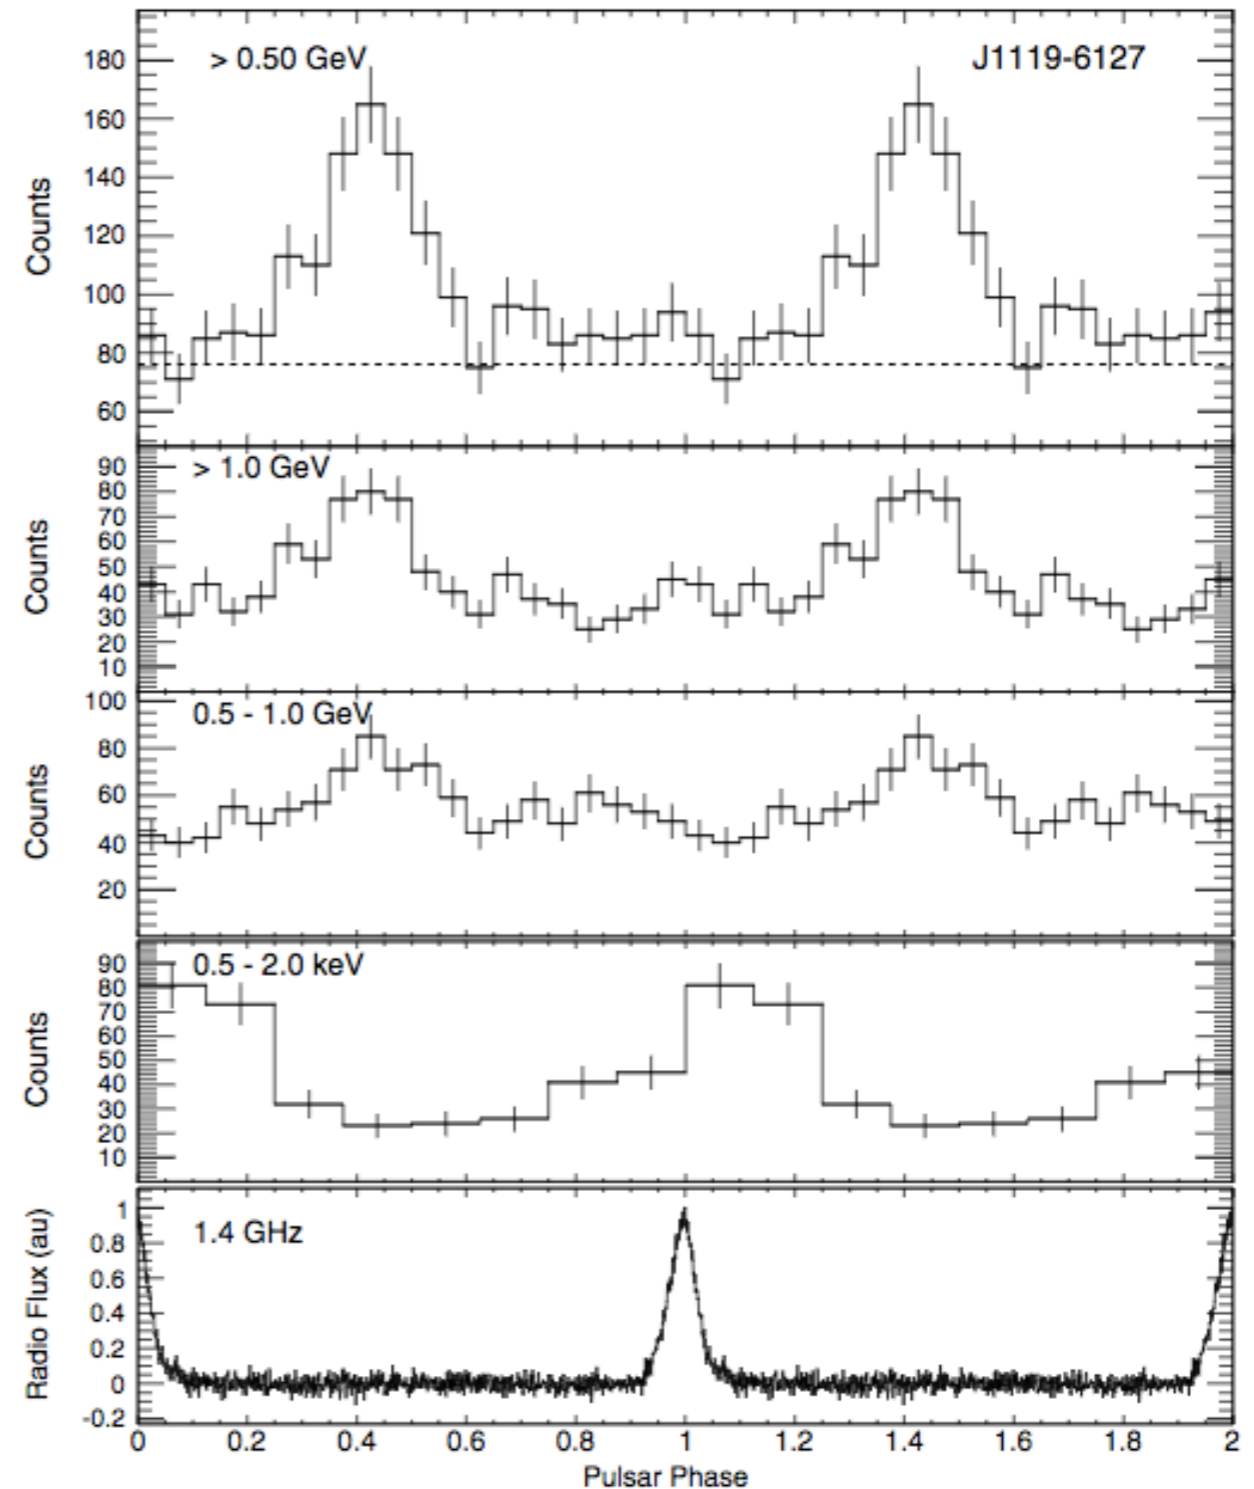 > 0.50 GeV
J1119-6127
Counts
180
160
140
120
100
80
60
> 1.0 GeV
Counts
90
80
70
60
50
40
30
20
10
0.5 - 1.0 GeV
Counts
100
80
60
40
20
0.5 - 2.0 keV
Counts
90
80
70
60
50
40
30
20
10
1.4 GHz
Radio Flux (au)
1
0.8
0.6
0.4
0.2
0
-0.2
0 0.2 0.4 0.6 0.8 1 1.2 1.4 1.6 1.8 2
Pulsar Phase